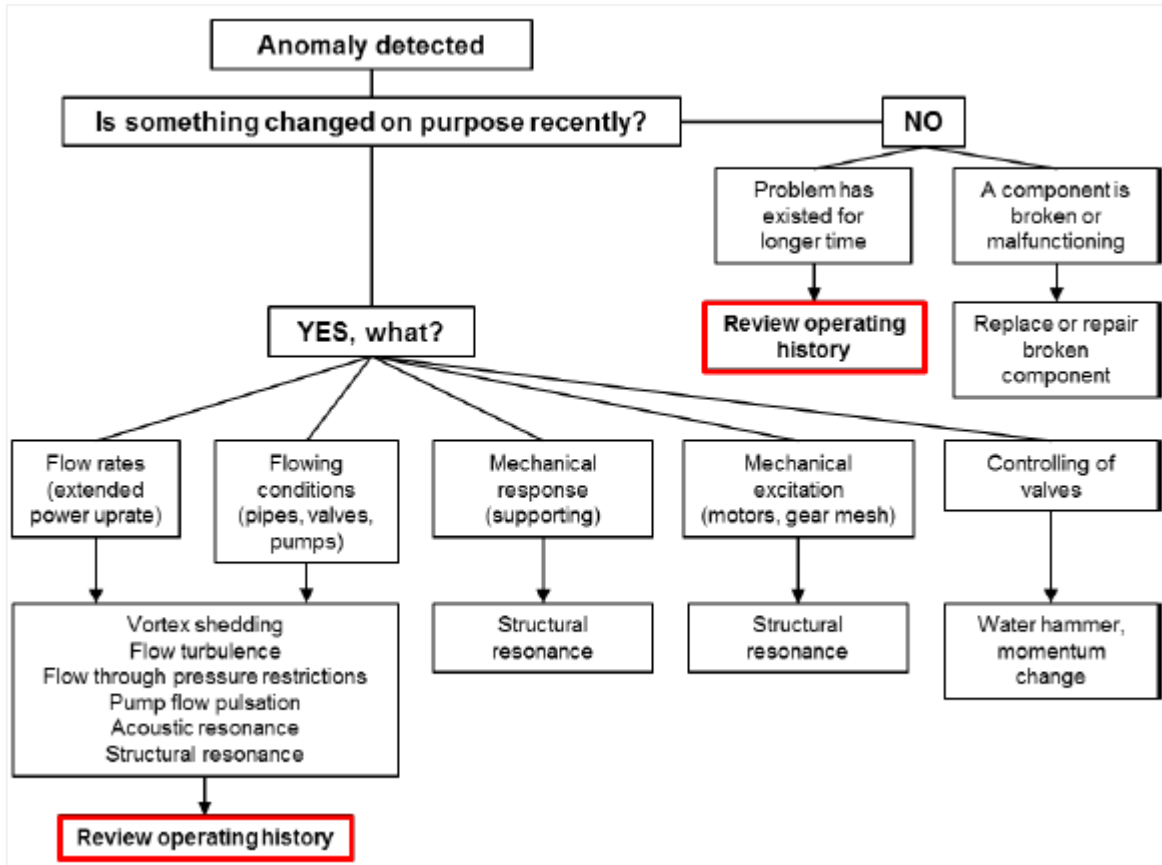 Anomaly detected
Is something changed on purpose recently?
NO
Problem has
existed for
longer time
A component is
broken or
malfunctioning
Review operating
history
Replace or repair
broken
component
YES, what?
Flow rates
(extended
power uprate)
Flowing
conditions
(pipes, valves,
pumps)
Mechanical
response
(supporting)
Mechanical
excitation
(motors, gear mesh)
Controlling of
valves
Vortex shedding
Flow turbulence
Flow through pressure restrictions
Pump flow pulsation
Acoustic resonance
Structural resonance
Structural
resonance
Structural
resonance
Water hammer,
momentum
change
Review operating history